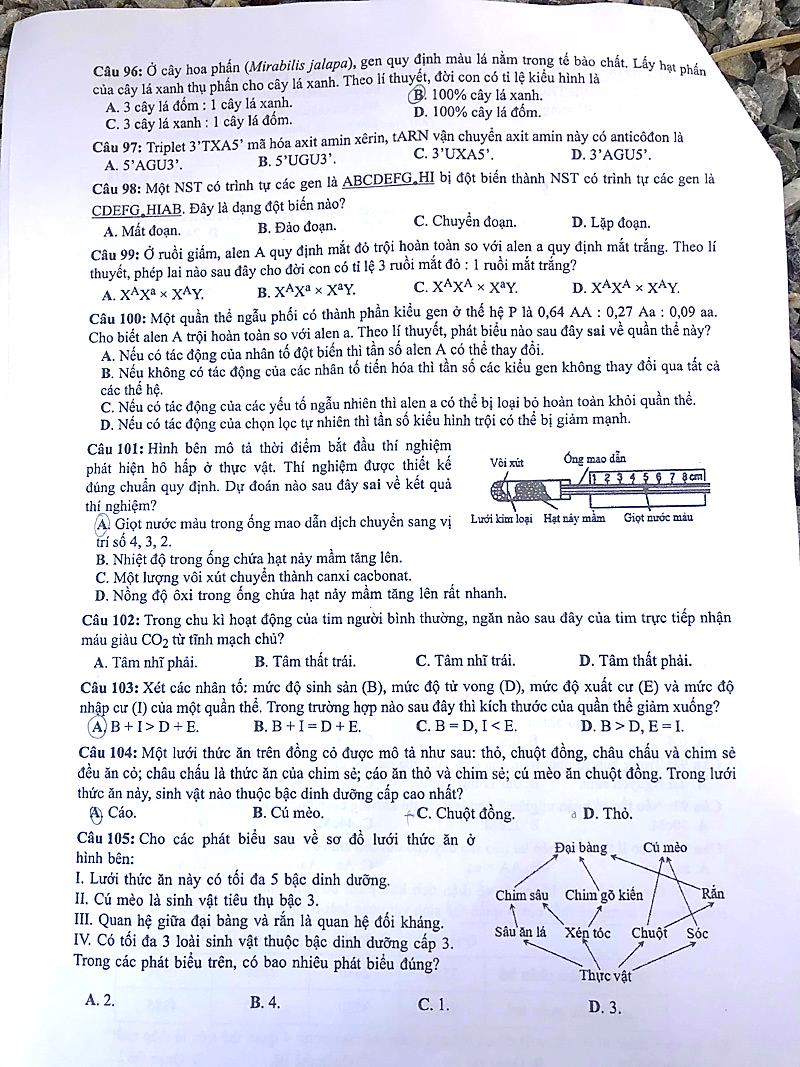 Câu 96: Ở cây hoa phấn (Mirabilis jalapa), gen quy định màu lá nằm trong tế bào chất. Lấy hạt phấn
của cây lá xanh thụ phấn cho cây lá xanh. Theo lí thuyết, đời con có tỉ lệ kiểu hình là
A. 3 cây lá đốm : 1 cây lá xanh. B. 100% cây lá xanh.
C. 3 cây lá xanh : 1 cây lá đốm. D. 100% cây lá đốm.
Câu 97: Triplet 3'TXA5' mã hóa axit amin xêrin, tARN vận chuyển axit amin này có anticôđon là
A. 5'AGU3'. B. 5'UGU3'. C. 3'UXA5'. D. 3'AGU5'.
Câu 98: Một NST có trình tự các gen là ABCDEFG•HI bị đột biến thành NST có trình tự các gen là
CDEFG•HIAB. Đây là dạng đột biến nào?
A. Mất đoạn. B. Đảo đoạn. C. Chuyển đoạn. D. Lặp đoạn.
Câu 99: Ở ruồi giấm, alen A quy định mắt đỏ trội hoàn toàn so với alen a quy định mắt trắng. Theo lí
thuyết, phép lai nào sau đây cho đời con có tỉ lệ 3 ruồi mắt đỏ : 1 ruồi mắt trắng?
A. XᴬXᵃ × XᴬY. B. XᴬXᵃ × XᵃY. C. XᴬXᴬ × XᵃY. D. XᴬXᴬ × XᴬY.
Câu 100: Một quần thể ngẫu phối có thành phần kiểu gen ở thế hệ P là 0,64 AA : 0,27 Aa : 0,09 aa.
Cho biết alen A trội hoàn toàn so với alen a. Theo lí thuyết, phát biểu nào sau đây sai về quần thể này?
A. Nếu có tác động của nhân tố đột biến thì tần số alen A có thể thay đổi.
B. Nếu không có tác động của các nhân tố tiến hóa thì tần số các kiểu gen không thay đổi qua tất cả
các thế hệ.
C. Nếu có tác động của các yếu tố ngẫu nhiên thì alen a có thể bị loại bỏ hoàn toàn khỏi quần thể.
D. Nếu có tác động của chọn lọc tự nhiên thì tần số kiểu hình trội có thể bị giảm mạnh.
Câu 101: Hình bên mô tả thời điểm bắt đầu thí nghiệm
phát hiện hô hấp ở thực vật. Thí nghiệm được thiết kế
đúng chuẩn quy định. Dự đoán nào sau đây sai về kết quả
thí nghiệm?
A. Giọt nước màu trong ống mao dẫn dịch chuyển sang vị
trí số 4, 3, 2.
B. Nhiệt độ trong ống chứa hạt nảy mầm tăng lên.
C. Một lượng vôi xút chuyển thành canxi cacbonat.
D. Nồng độ ôxi trong ống chứa hạt nảy mầm tăng lên rất nhanh.
Vôi xút Ống mao dẫn
1 2 3 4 5 6 7 8 cm
Lưới kim loại Hạt nảy mầm Giọt nước màu
Câu 102: Trong chu kì hoạt động của tim người bình thường, ngăn nào sau đây của tim trực tiếp nhận
máu giàu CO₂ từ tĩnh mạch chủ?
A. Tâm nhĩ phải. B. Tâm thất trái. C. Tâm nhĩ trái. D. Tâm thất phải.
Câu 103: Xét các nhân tố: mức độ sinh sản (B), mức độ tử vong (D), mức độ xuất cư (E) và mức độ
nhập cư (I) của một quần thể. Trong trường hợp nào sau đây thì kích thước của quần thể giảm xuống?
A. B + I > D + E. B. B + I = D + E. C. B = D, I < E. D. B > D, E = I.
Câu 104: Một lưới thức ăn trên đồng cỏ được mô tả như sau: thỏ, chuột đồng, châu chấu và chim sẻ
đều ăn cỏ; châu chấu là thức ăn của chim sẻ; cáo ăn thỏ và chim sẻ; cú mèo ăn chuột đồng. Trong lưới
thức ăn này, sinh vật nào thuộc bậc dinh dưỡng cấp cao nhất?
A. Cáo. B. Cú mèo. C. Chuột đồng. D. Thỏ.
Câu 105: Cho các phát biểu sau về sơ đồ lưới thức ăn ở
hình bên:
I. Lưới thức ăn này có tối đa 5 bậc dinh dưỡng.
II. Cú mèo là sinh vật tiêu thụ bậc 3.
III. Quan hệ giữa đại bàng và rắn là quan hệ đối kháng.
IV. Có tối đa 3 loài sinh vật thuộc bậc dinh dưỡng cấp 3.
Trong các phát biểu trên, có bao nhiêu phát biểu đúng?
Đại bàng Cú mèo
Chim sâu Chim gõ kiến Rắn
Sâu ăn lá Xén tóc Chuột Sóc
Thực vật
A. 2. B. 4. C. 1. D. 3.